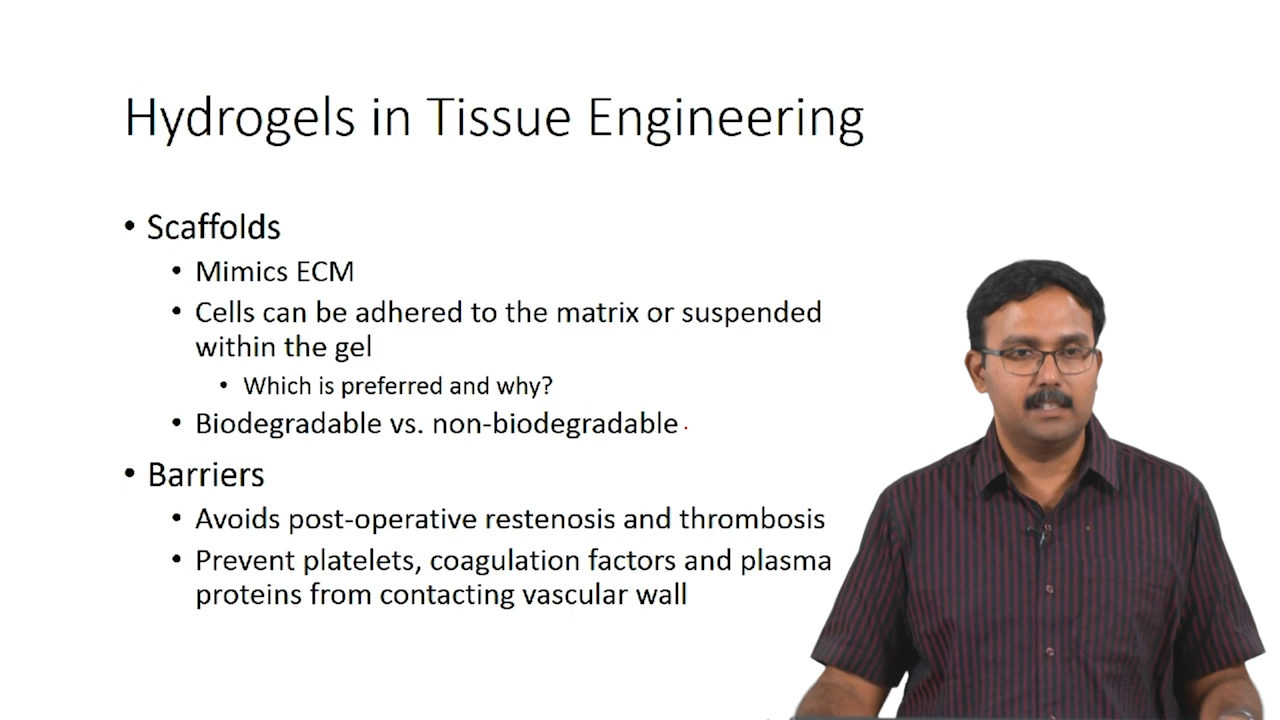 Hydrogels in Tissue Engineering
• Scaffolds
• Mimics ECM
• Cells can be adhered to the matrix or suspended
within the gel
• Which is preferred and why?
• Biodegradable vs. non-biodegradable
• Barriers
• Avoids post-operative restenosis and thrombosis
• Prevent platelets, coagulation factors and plasma
proteins from contacting vascular wall